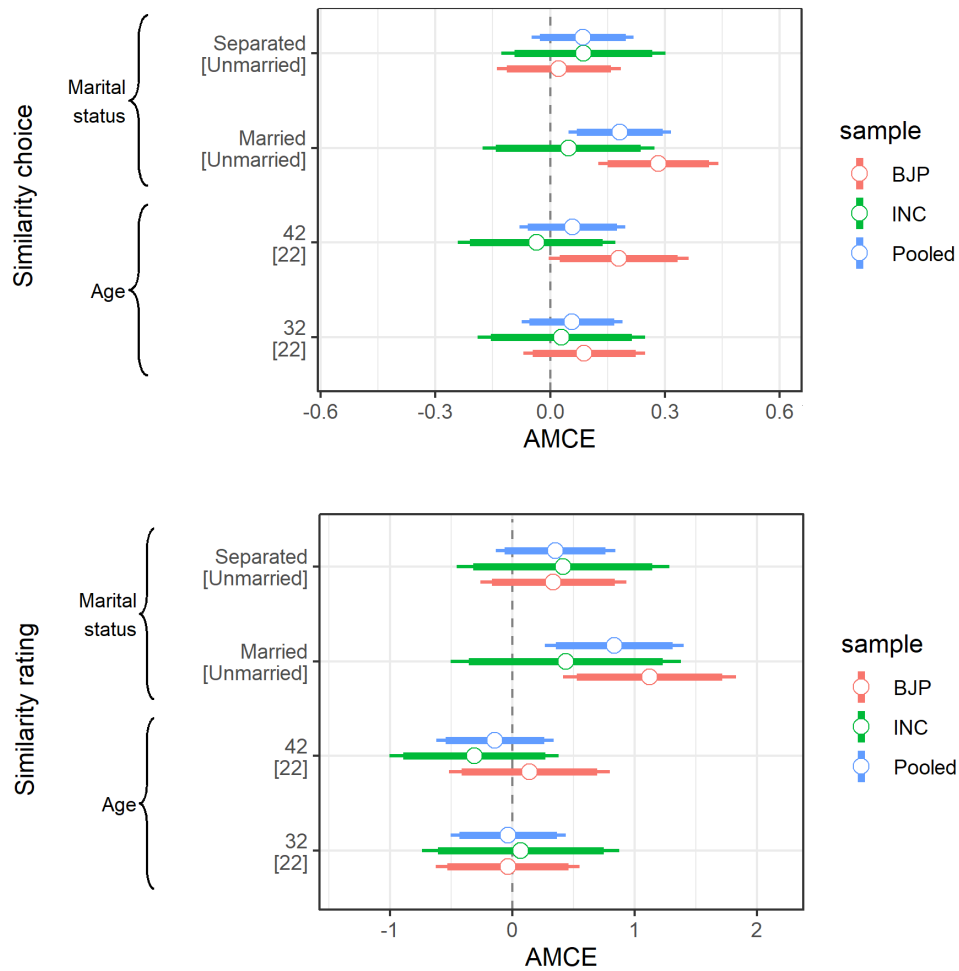 Similarity choice
Marital
status
Age
Separated
[Unmarried]
Married
[Unmarried]
42
[22]
32
[22]
-0.6
-0.3
0.0
0.3
0.6
AMCE
sample
BJP
INC
Pooled
Similarity rating
Marital
status
Age
Separated
[Unmarried]
Married
[Unmarried]
42
[22]
32
[22]
-1
0
1
2
AMCE
sample
BJP
INC
Pooled